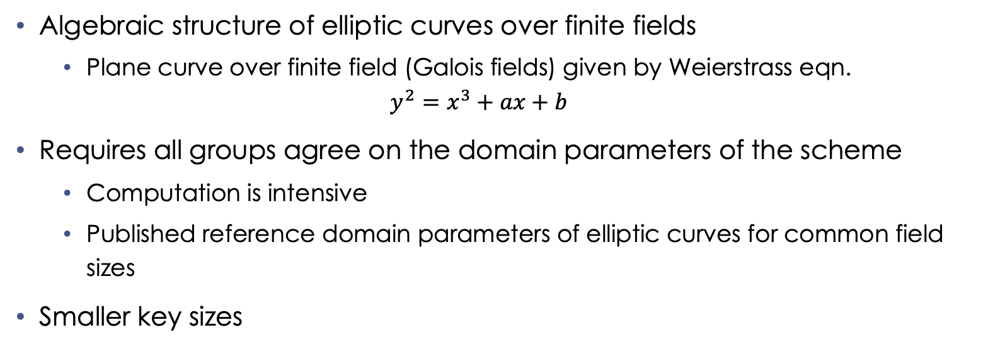 • Algebraic structure of elliptic curves over finite fields
• Plane curve over finite field (Galois fields) given by Weierstrass eqn.
y² = x³ + ax + b
• Requires all groups agree on the domain parameters of the scheme
• Computation is intensive
• Published reference domain parameters of elliptic curves for common field
sizes
• Smaller key sizes